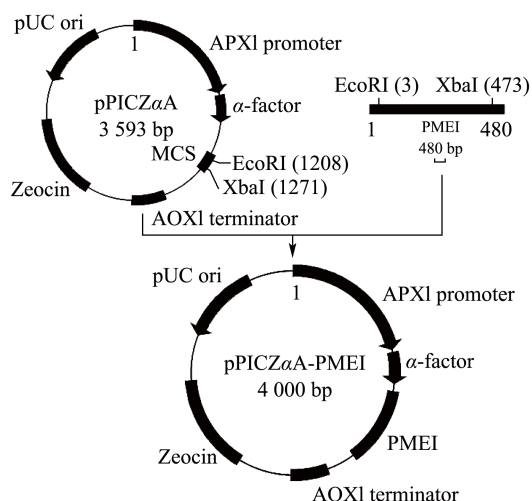 pUC ori
1
APXl promoter
pPICZαA
3 593 bp
α-factor
MCS
EcoRI (1208)
XbaI (1271)
Zeocin
AOXl terminator
EcoRI (3)
XbaI (473)
1
PMEI
480
480 bp
pUC ori
1
APXl promoter
pPICZαA-PMEI
4 000 bp
α-factor
Zeocin
PMEI
AOXl terminator